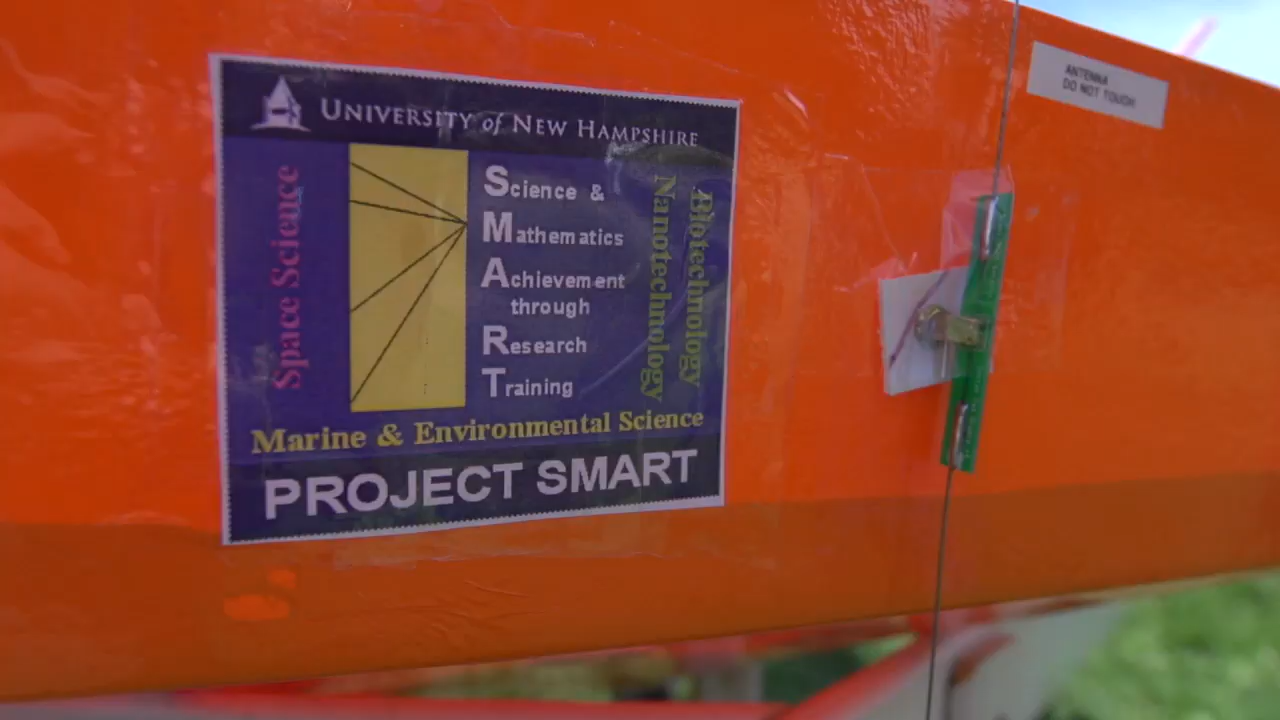 UNIVERSITY of NEW HAMPSHIRE
Space Science
Science &
Mathematics
Achievement
through
Research
Training
Nanotechnology
Biotechnology
Marine & Environmental Science
PROJECT SMART
ANTENNA
DO NOT TOUCH